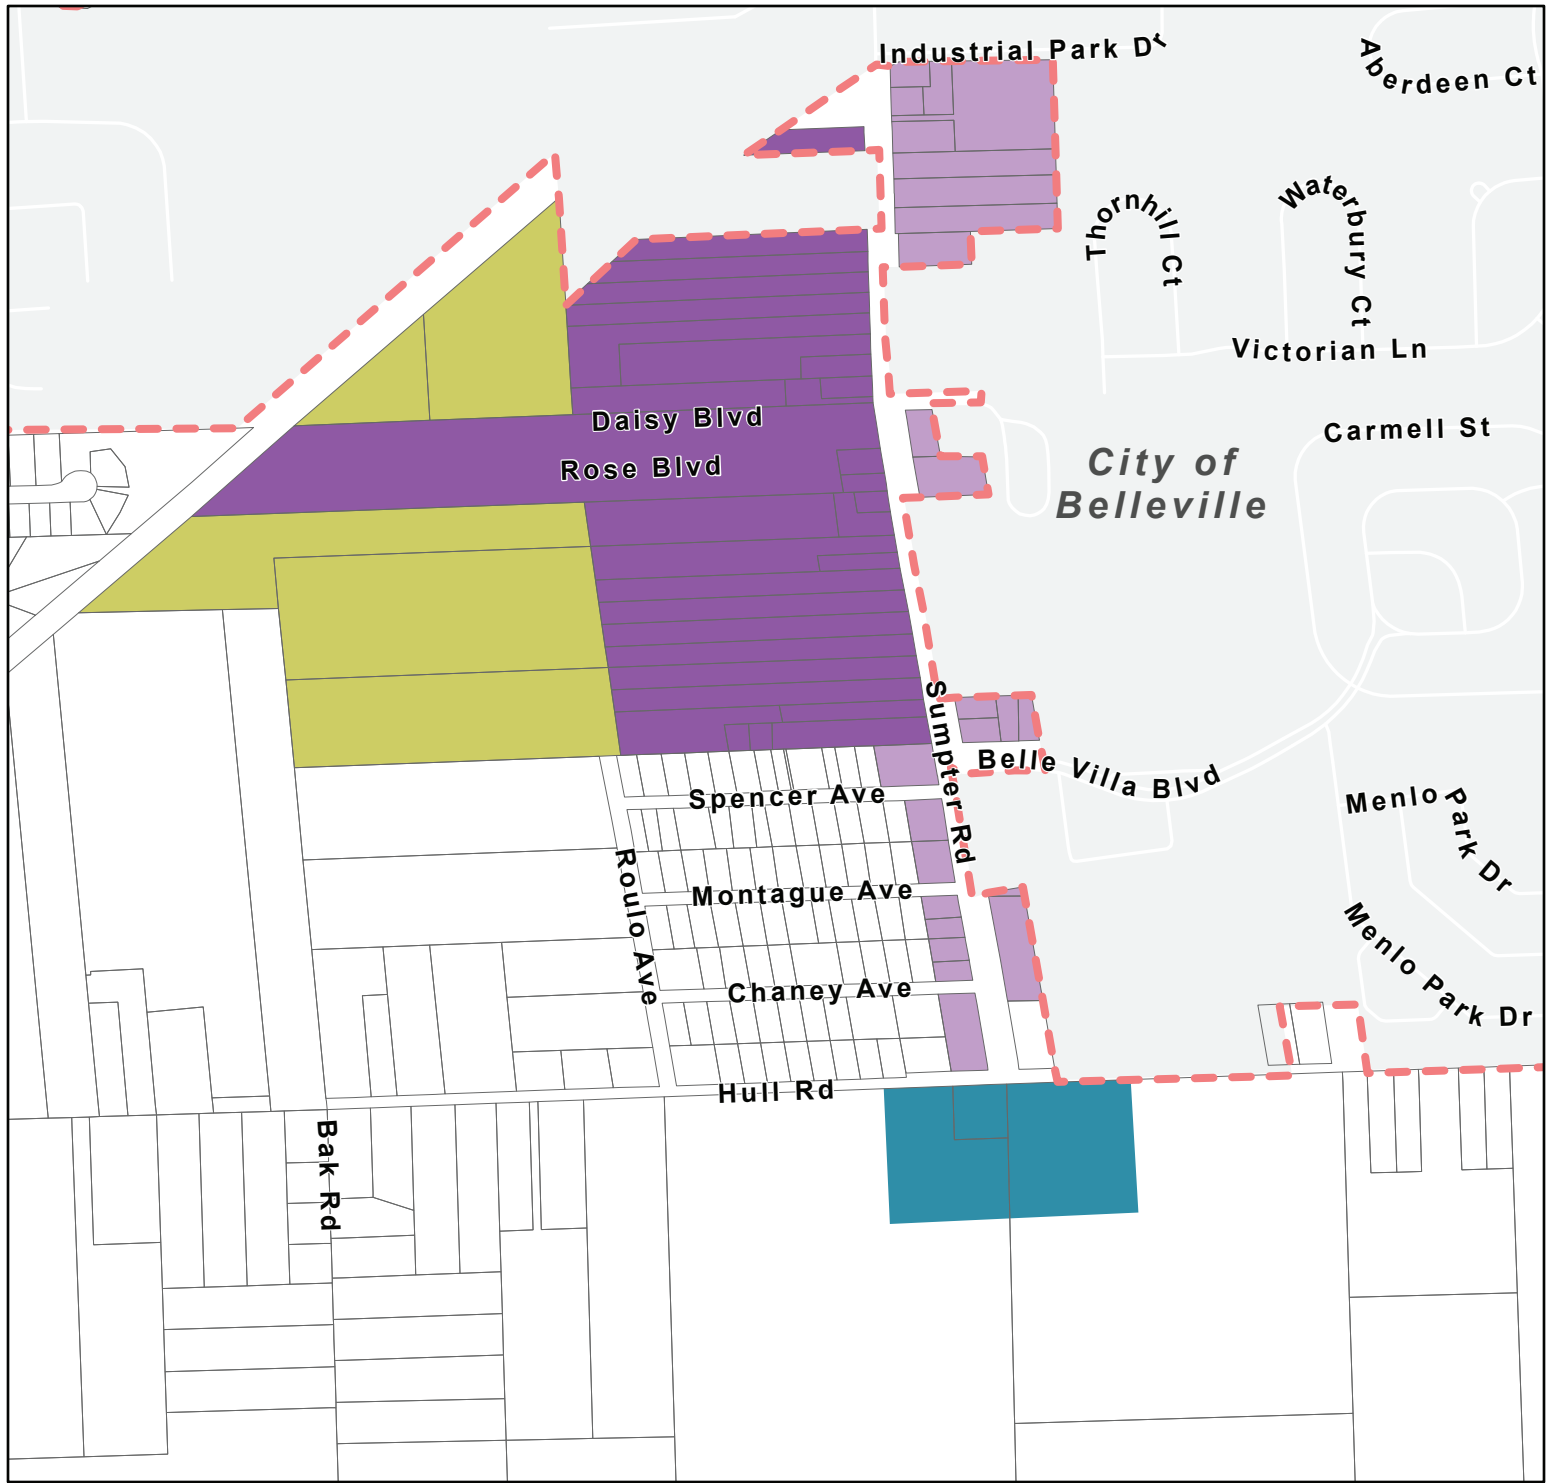 Industrial Park Dr
Aberdeen Ct
Thornhill Ct
Waterbury Ct
Victorian Ln
Daisy Blvd
Carmell St
Rose Blvd
City of
Belleville
Sumpter Rd
Belle Villa Blvd
Spencer Ave
Menlo Park Dr
Roulo Ave
Montague Ave
Menlo Park Dr
Chaney Ave
Hull Rd
Bak Rd